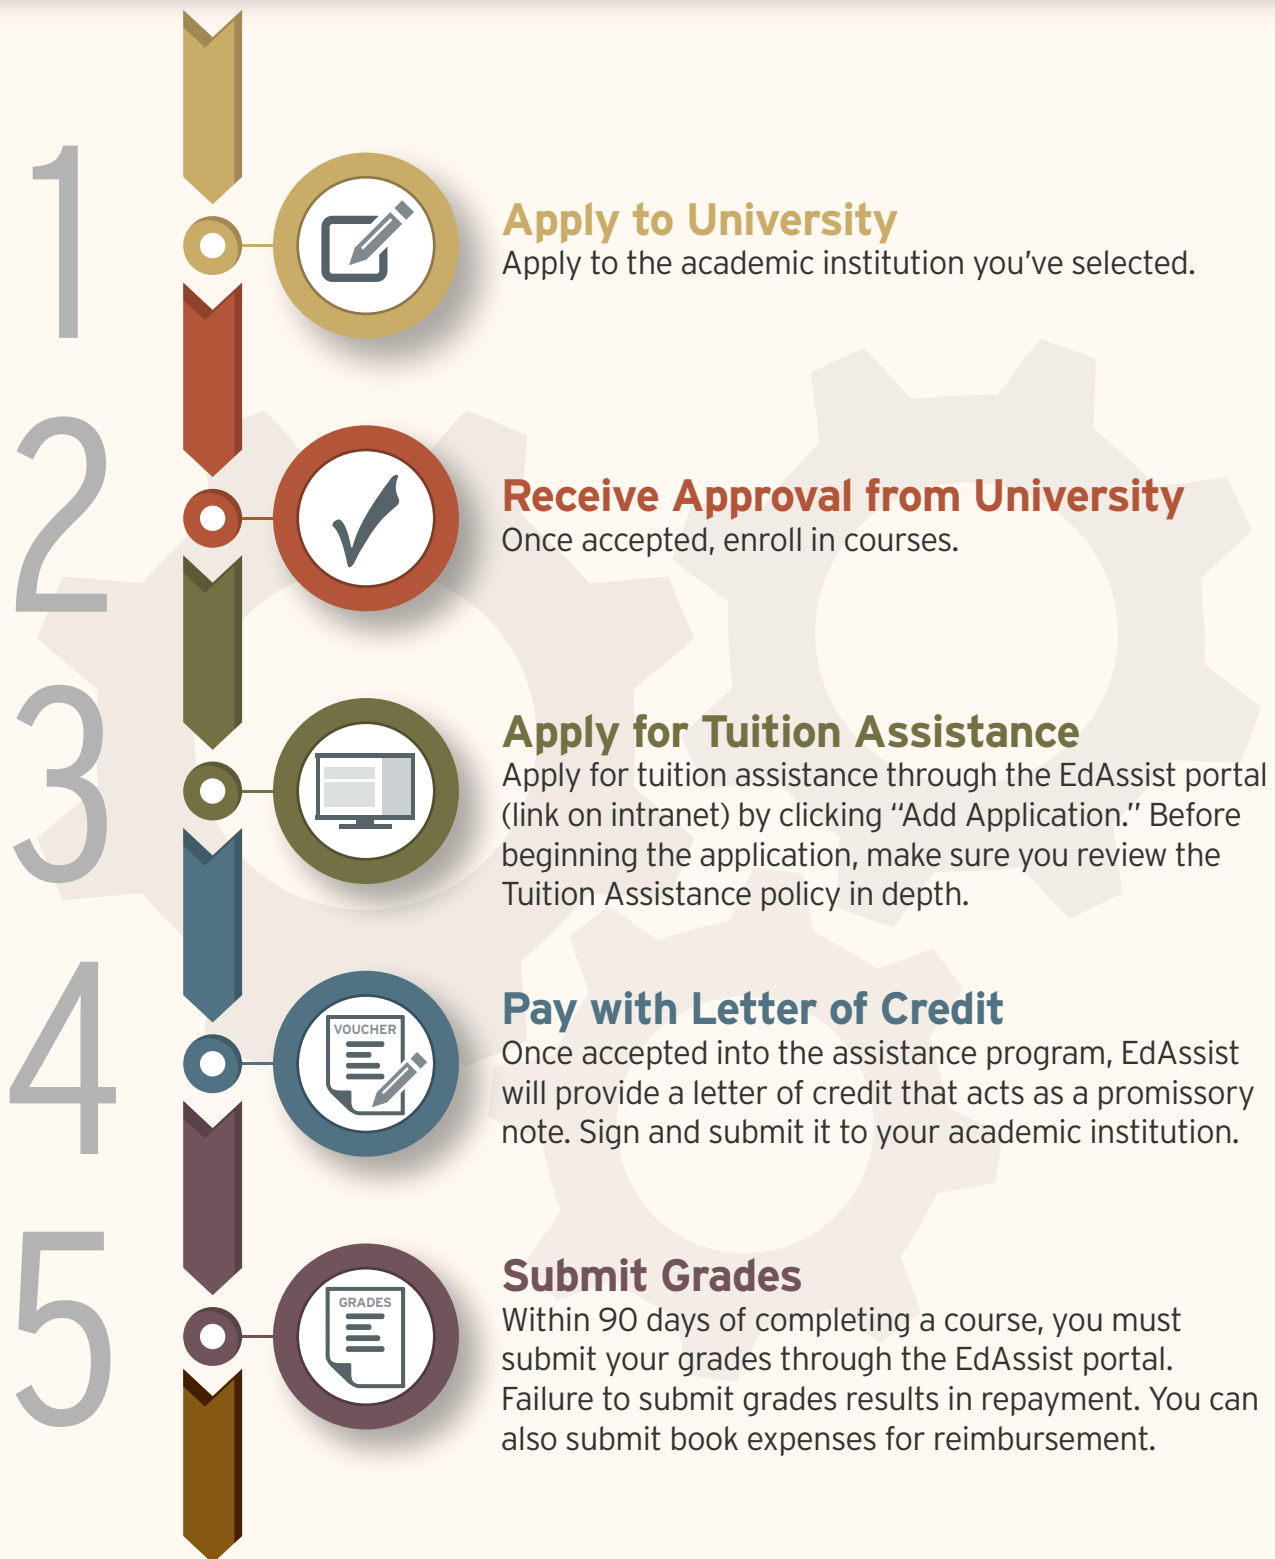 1
Apply to University
Apply to the academic institution you've selected.
2
Receive Approval from University
Once accepted, enroll in courses.
3
Apply for Tuition Assistance
Apply for tuition assistance through the EdAssist portal
(link on intranet) by clicking “Add Application.” Before
beginning the application, make sure you review the
Tuition Assistance policy in depth.
4
VOUCHER
Pay with Letter of Credit
Once accepted into the assistance program, EdAssist
will provide a letter of credit that acts as a promissory
note. Sign and submit it to your academic institution.
5
GRADES
Submit Grades
Within 90 days of completing a course, you must
submit your grades through the EdAssist portal.
Failure to submit grades results in repayment. You can
also submit book expenses for reimbursement.